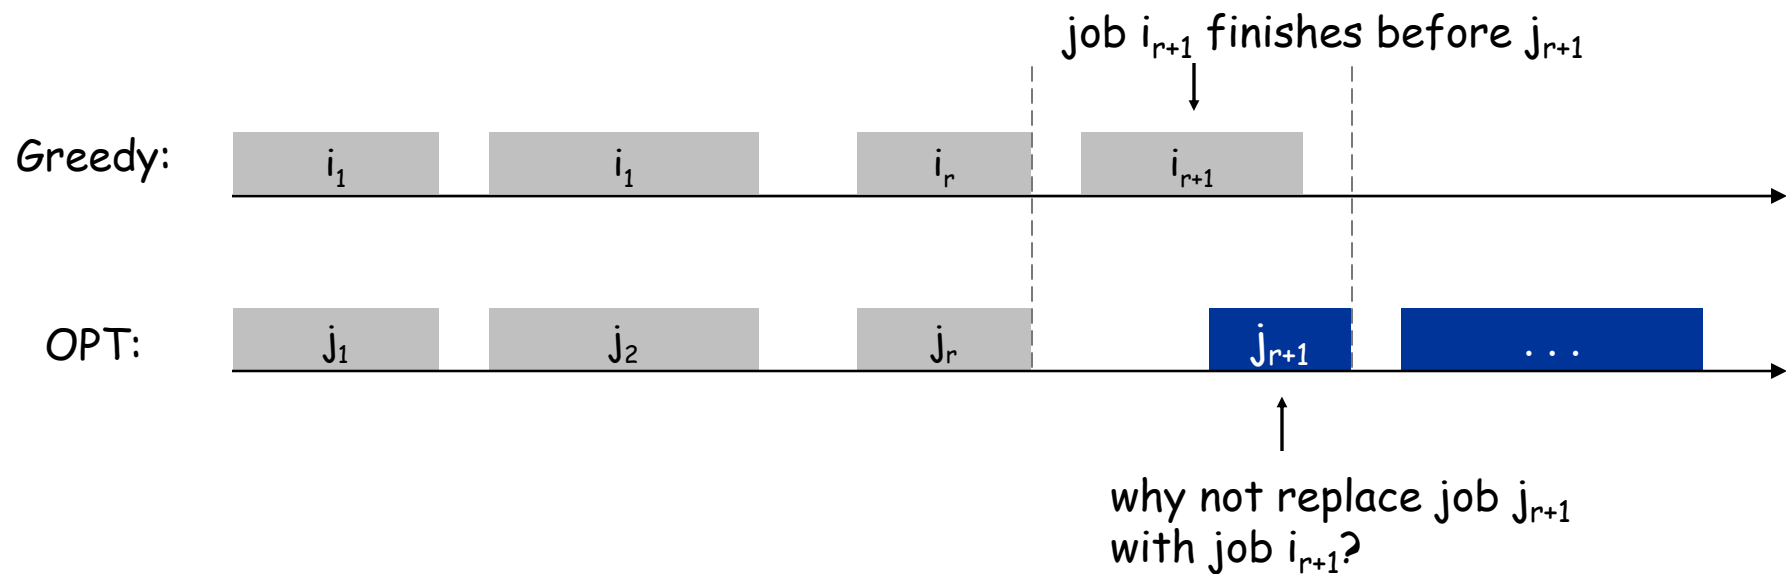 job i_{r+1} finishes before j_{r+1}
Greedy: i_1 i_1 i_r i_{r+1}
OPT: j_1 j_2 j_r j_{r+1} . . .
why not replace job j_{r+1}
with job i_{r+1}?